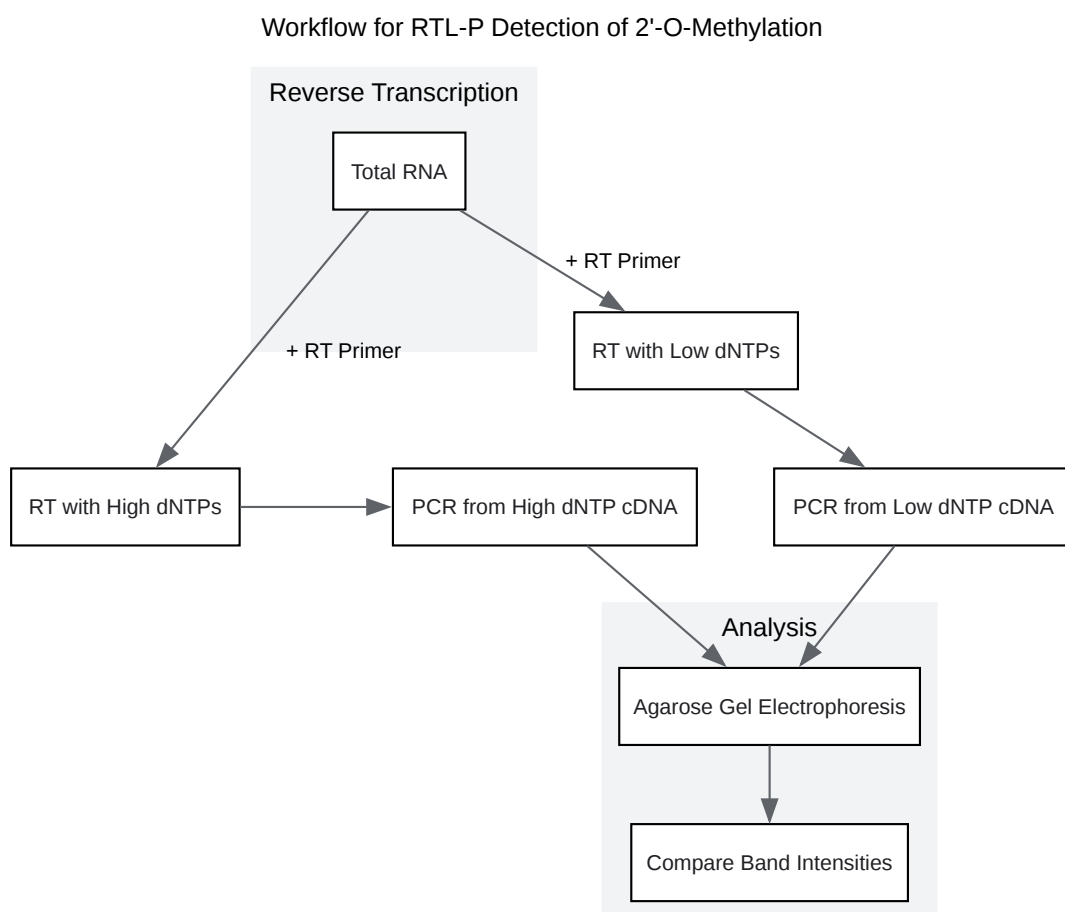 Workflow for RTL-P Detection of 2'-O-Methylation
Reverse Transcription
Total RNA
+ RT Primer
RT with Low dNTPs
+ RT Primer
RT with High dNTPs
PCR from High dNTP cDNA
PCR from Low dNTP cDNA
Analysis
Agarose Gel Electrophoresis
Compare Band Intensities